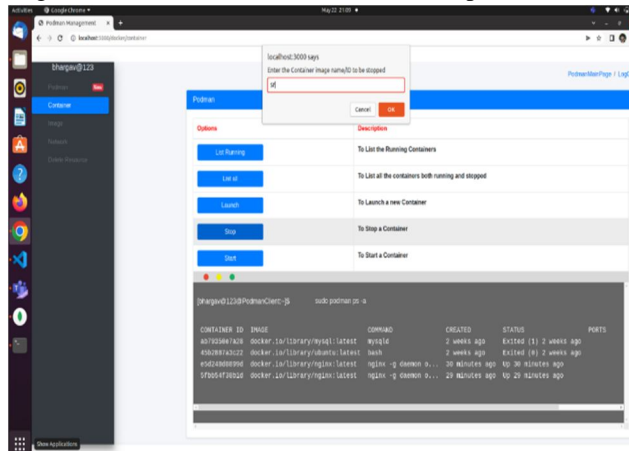 Activities Google Chrome May 22 21:09
Podman Management
localhost:3000/
bhargav@123
Podman New
Container
Image
Network
Delete Resource
localhost:3000 says
Enter the Container image name/ID to be stopped
5f
Cancel OK
PodmanMainPage /
Podman
Options Description
List Running To List the Running Containers
List all To List all the containers both running and stopped
Launch To Launch a new Container
Stop To Stop a Container
Start To Start a Container
[bhargav@123@PodmanClient:~]$ sudo podman ps -a
CONTAINER ID IMAGE COMMAND CREATED STATUS PORTS
docker.io/library/mysql:latest mysqld 2 weeks ago Exited (1) 2 weeks ago
docker.io/library/ubuntu:latest bash 2 weeks ago Exited (0) 2 weeks ago
docker.io/library/nginx:latest nginx -g daemon o... 30 minutes ago Up 30 minutes ago
docker.io/library/nginx:latest nginx -g daemon o... 29 minutes ago Up 29 minutes ago
Show Applications